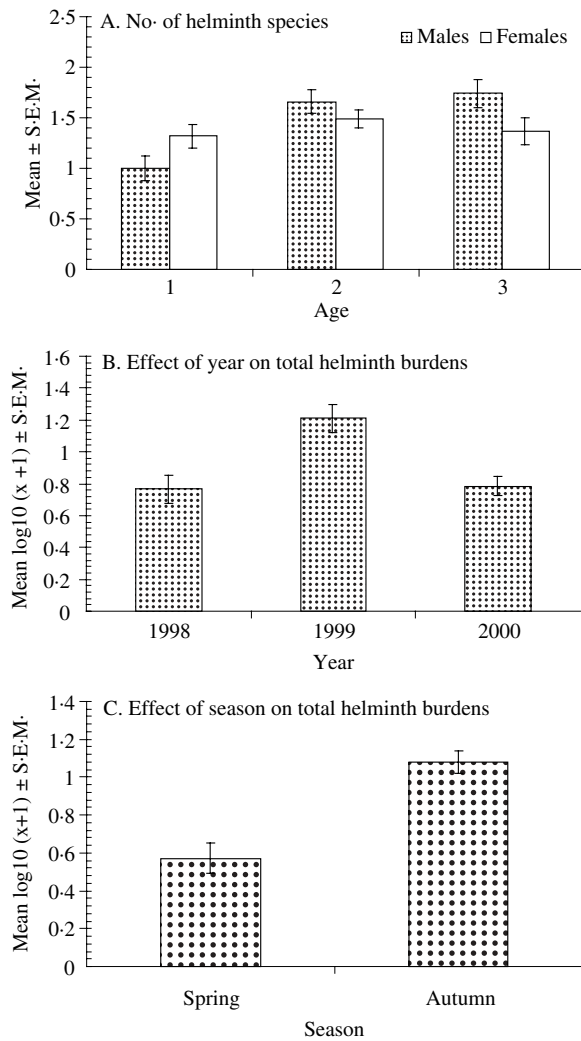 A. No· of helminth species
Males Females
2·5
2
1·5
1
0·5
0
Mean ± S·E·M·
1 2 3
Age
B. Effect of year on total helminth burdens
1·6
1·4
1·2
1
0·8
0·6
0·4
0·2
0
Mean log10 (x +1) ± S·E·M·
1998 1999 2000
Year
C. Effect of season on total helminth burdens
1·4
1·2
1
0·8
0·6
0·4
0·2
0
Mean log10 (x+1) ± S·E·M·
Spring Autumn
Season